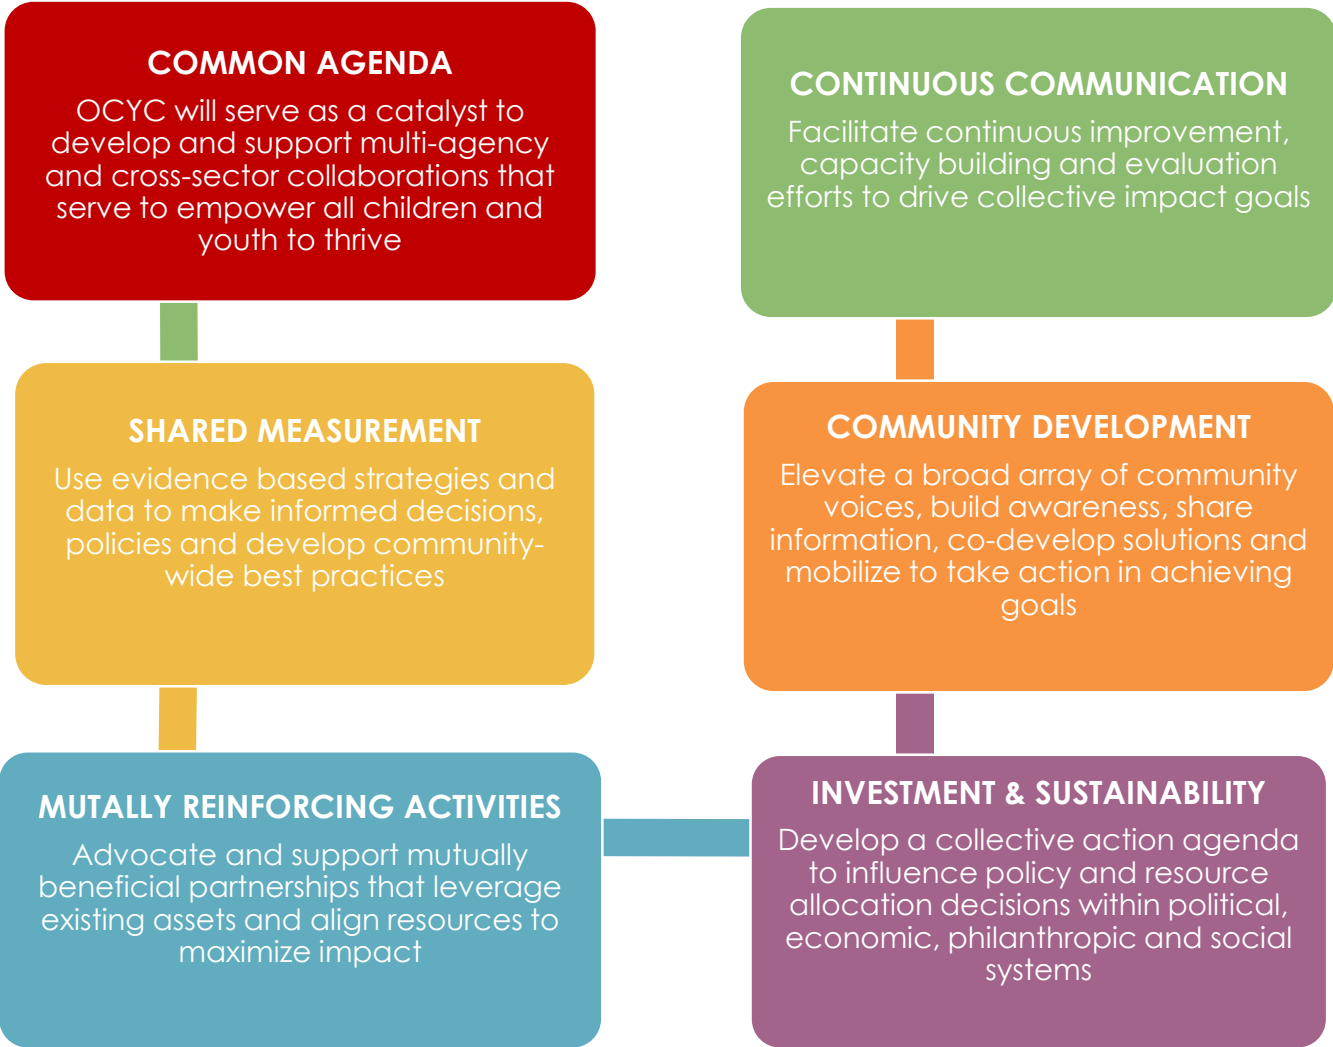 COMMON AGENDA
OCYC will serve as a catalyst to
develop and support multi-agency
and cross-sector collaborations that
serve to empower all children and
youth to thrive
SHARED MEASUREMENT
Use evidence based strategies and
data to make informed decisions,
policies and develop community-
wide best practices
MUTALLY REINFORCING ACTIVITIES
Advocate and support mutually
beneficial partnerships that leverage
existing assets and align resources to
maximize impact
INVESTMENT & SUSTAINABILITY
Develop a collective action agenda
to influence policy and resource
allocation decisions within political,
economic, philanthropic and social
systems
COMMUNITY DEVELOPMENT
Elevate a broad array of community
voices, build awareness, share
information, co-develop solutions and
mobilize to take action in achieving
goals
CONTINUOUS COMMUNICATION
Facilitate continuous improvement,
capacity building and evaluation
efforts to drive collective impact goals